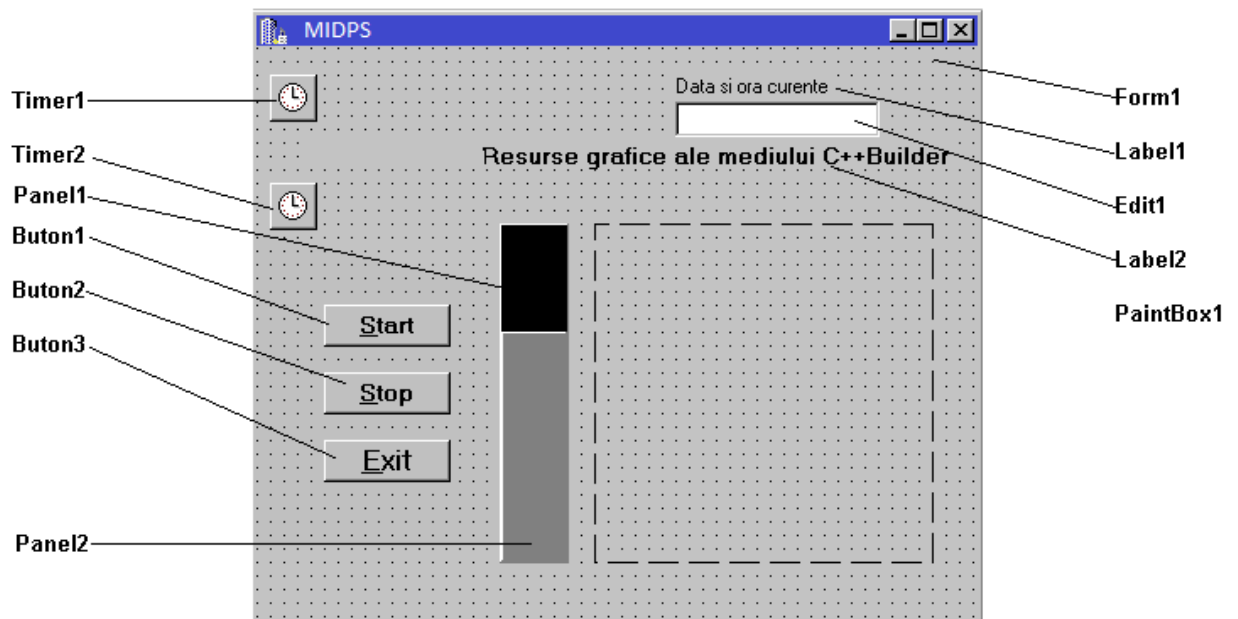 MIDPS
Timer1
Timer2
Panel1
Buton1
Buton2
Buton3
Panel2
Data si ora curente
Resurse grafice ale mediului C++Builder
Start
Stop
Exit
Form1
Label1
Edit1
Label2
PaintBox1